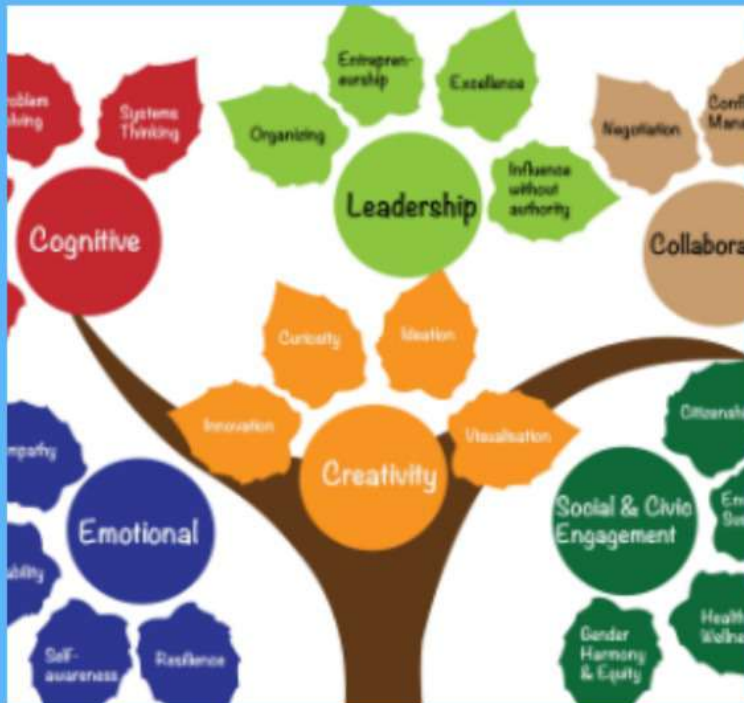 Entrepren-
eurship
Excellence
Organizing
Influence
without
authority
Leadership
Systems
Thinking
Cognitive
Negotiation
Curiosity
Ideation
Innovation
Visualisation
Creativity
Emotional
Self-
awareness
Resilience
Social & Civic
Engagement
Gender
Harmony
& Equity